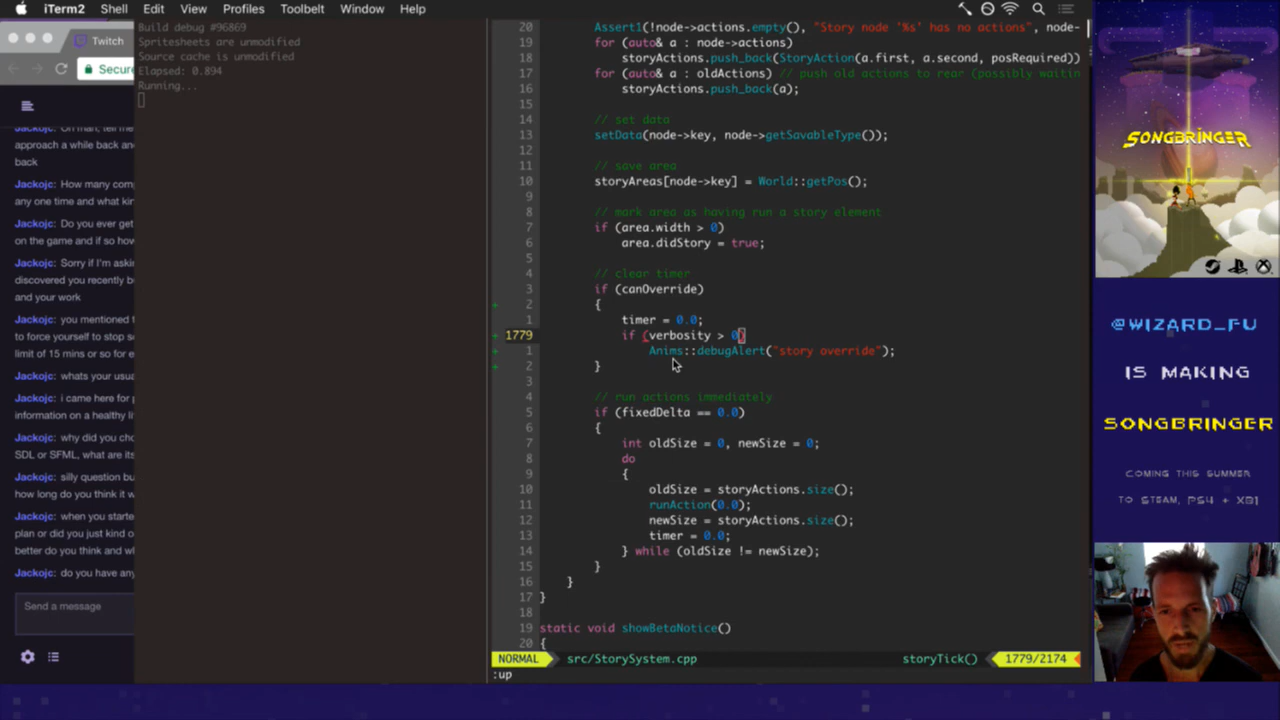 iTerm2 Shell Edit View Profiles Toolbelt Window Help
Twitch
Secure
approach a while back and
back
Jackojc: How many comp
any one time and what kin
Jackojc: Do you ever get
on the game and if so how
Jackojc: Sorry if I'm askin
discovered you recently b
and your work
Jackojc: you mentioned t
to force yourself to stop s
limit of 15 mins or so for e
Jackojc: whats your usua
Jackojc: i came here for p
information on a healthy li
Jackojc: why did you cho
SDL or SFML, what are its
Jackojc: silly question bu
how long do you think it w
Jackojc: when you starte
plan or did you just kind o
better do you think and w
Jackojc: do you have any
Send a message
Build debug #96869
Spritesheets are unmodified
Source cache is unmodified
Elapsed: 0.894
Running...
20 Assert1(!node->actions.empty(), "Story node '%s' has no actions", node-
19 for (auto& a : node->actions)
18 storyActions.push_back(StoryAction(a.first, a.second, posRequired))
17 for (auto& a : oldActions) // push old actions to rear (possibly waitin
16 storyActions.push_back(a);
15
14 // set data
13 setData(node->key, node->getSavableType());
12
11 // save area
10 storyAreas[node->key] = World::getPos();
9
8 // mark area as having run a story element
7 if (area.width > 0)
6 area.didStory = true;
5
4 // clear timer
3 if (canOverride)
+ 2 {
1 timer = 0.0;
+ 1779 if (verbosity > 0)
+ 1 Anims::debugAlert("story override");
+ 2 }
3
4 // run actions immediately
5 if (fixedDelta == 0.0)
6 {
7 int oldSize = 0, newSize = 0;
8 do
9 {
10 oldSize = storyActions.size();
11 runAction(0.0);
12 newSize = storyActions.size();
13 timer = 0.0;
14 } while (oldSize != newSize);
15 }
16 }
17 }
18
19 static void showBetaNotice()
20 {
NORMAL src/StorySystem.cpp storyTick() 1779/2174
:up
SONGBRINGER
@WIZARD_FU
IS MAKING
SONGBRINGER
COMING THIS SUMMER
TO STEAM, PS4 + XB1